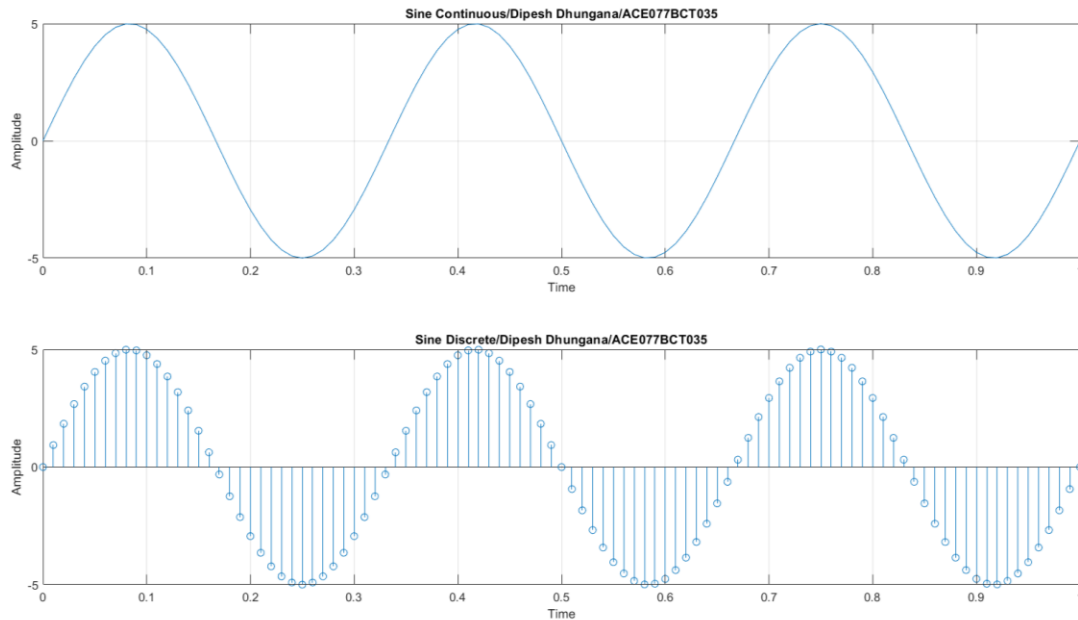 Sine Continuous/Dipesh Dhungana/ACE077BCT035
5
0
-5
Amplitude
0 0.1 0.2 0.3 0.4 0.5 0.6 0.7 0.8 0.9
Time
Sine Discrete/Dipesh Dhungana/ACE077BCT035
5
0
-5
Amplitude
0 0.1 0.2 0.3 0.4 0.5 0.6 0.7 0.8 0.9
Time